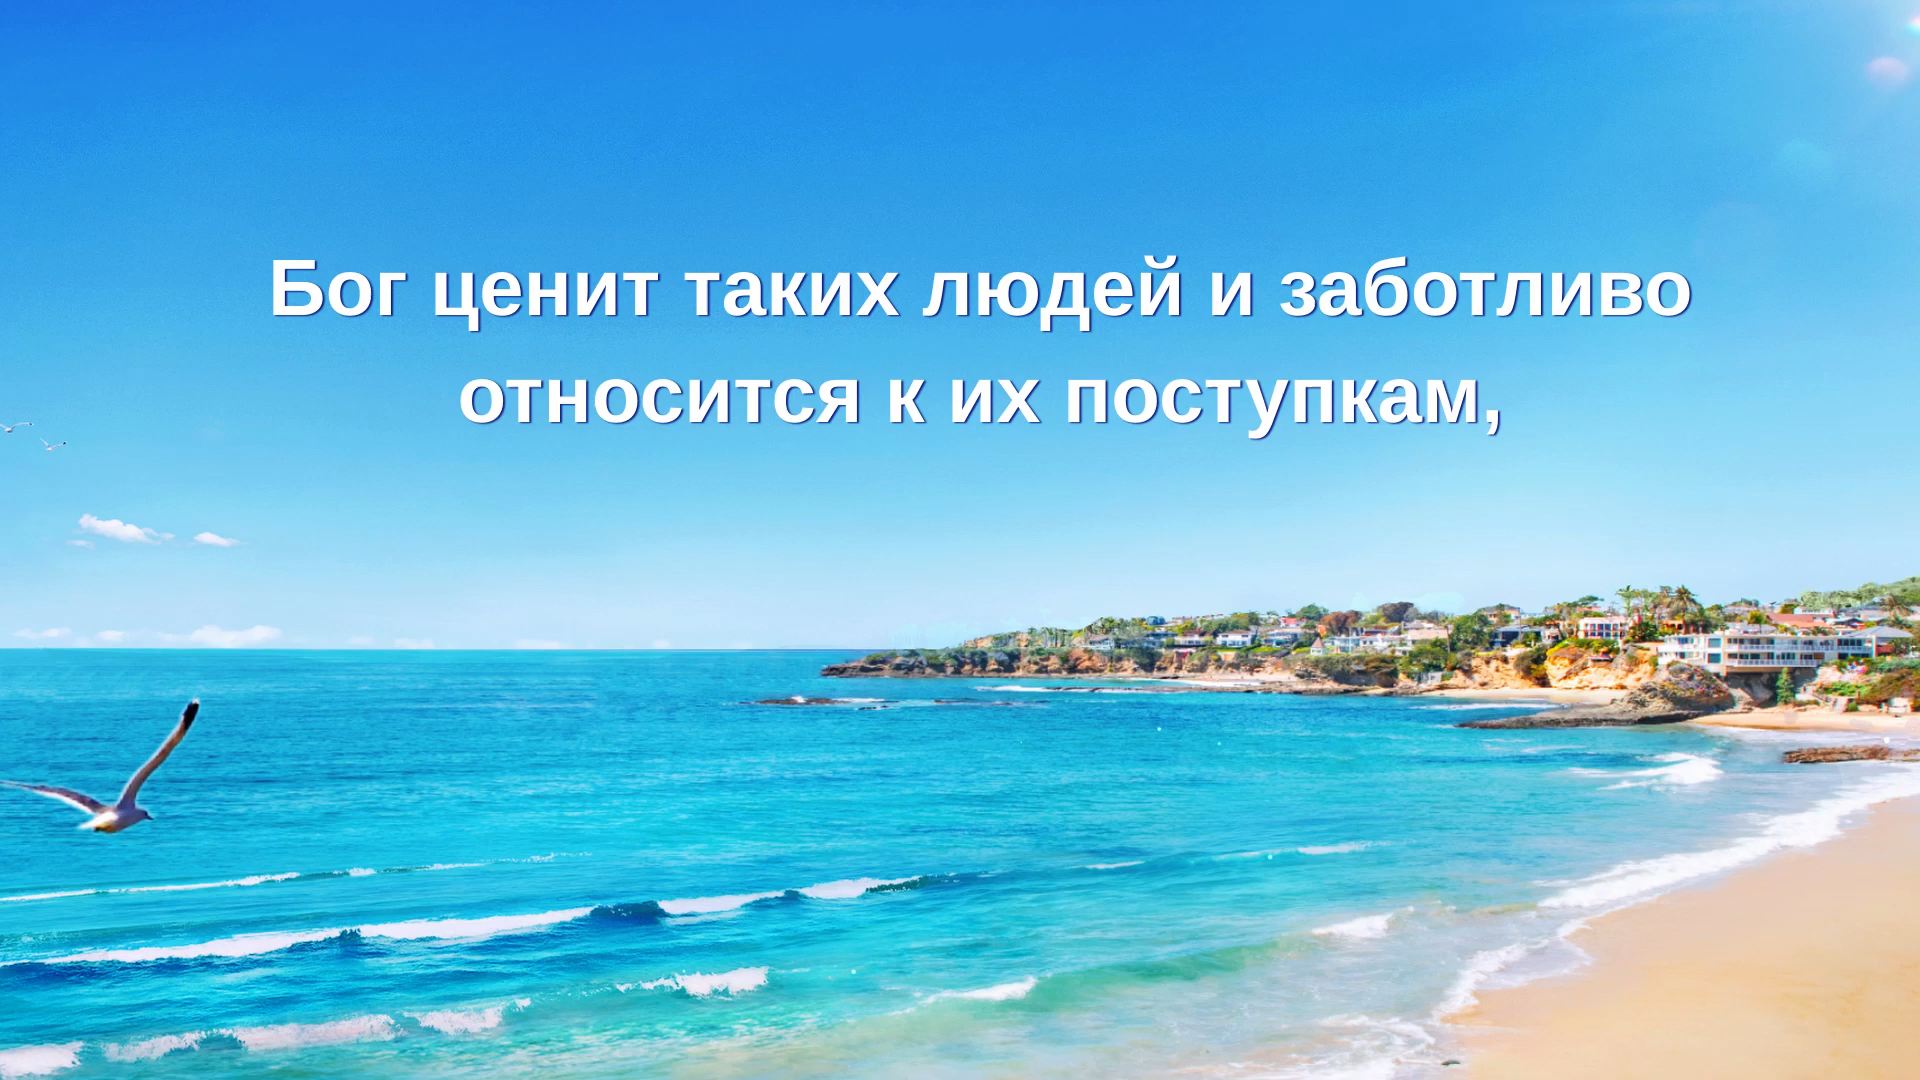 Бог ценит таких людей и заботливо
относится к их поступкам,